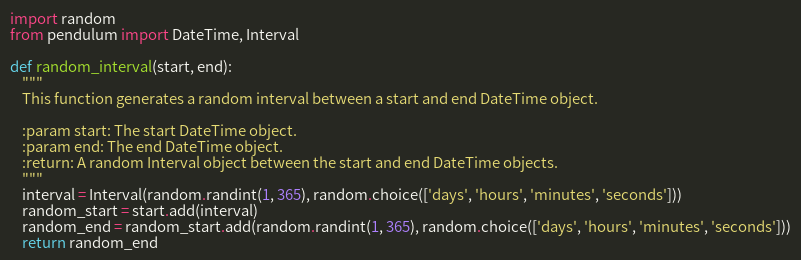 import random
from pendulum import DateTime, Interval

def random_interval(start, end):
    """
    This function generates a random interval between a start and end DateTime object.

    :param start: The start DateTime object.
    :param end: The end DateTime object.
    :return: A random Interval object between the start and end DateTime objects.
    """
    interval = Interval(random.randint(1, 365), random.choice(['days', 'hours', 'minutes', 'seconds']))
    random_start = start.add(interval)
    random_end = random_start.add(random.randint(1, 365), random.choice(['days', 'hours', 'minutes', 'seconds']))
    return random_end